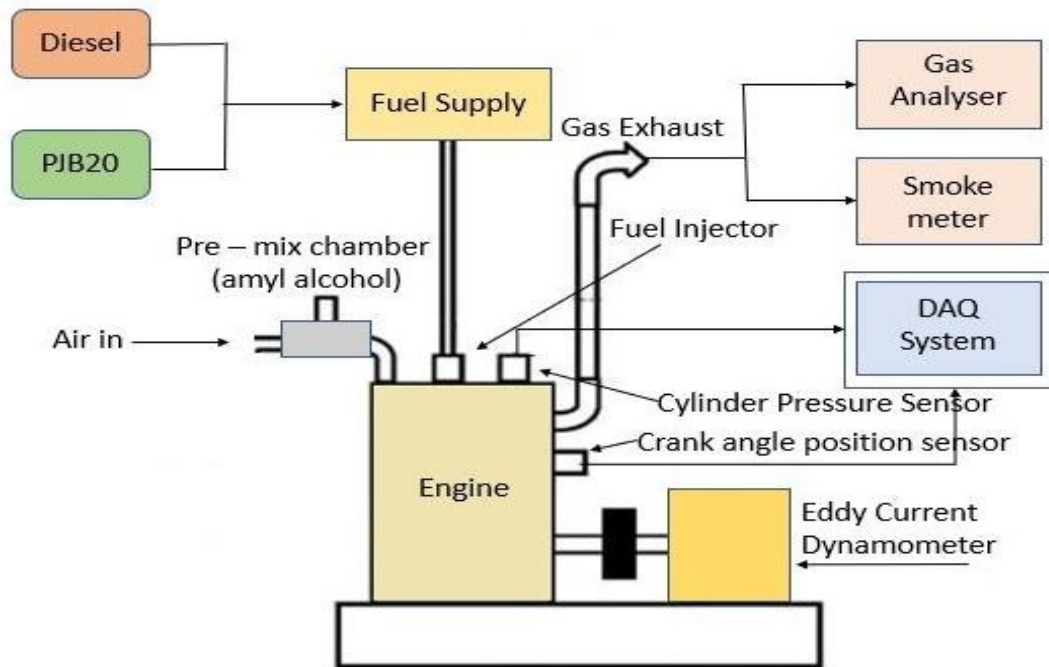 Diesel
PJB20
Fuel Supply
Gas Exhaust
Gas
Analyser
Smoke
meter
Fuel Injector
Pre – mix chamber
(amyl alcohol)
Air in
DAQ
System
Cylinder Pressure Sensor
Crank angle position sensor
Engine
Eddy Current
Dynamometer